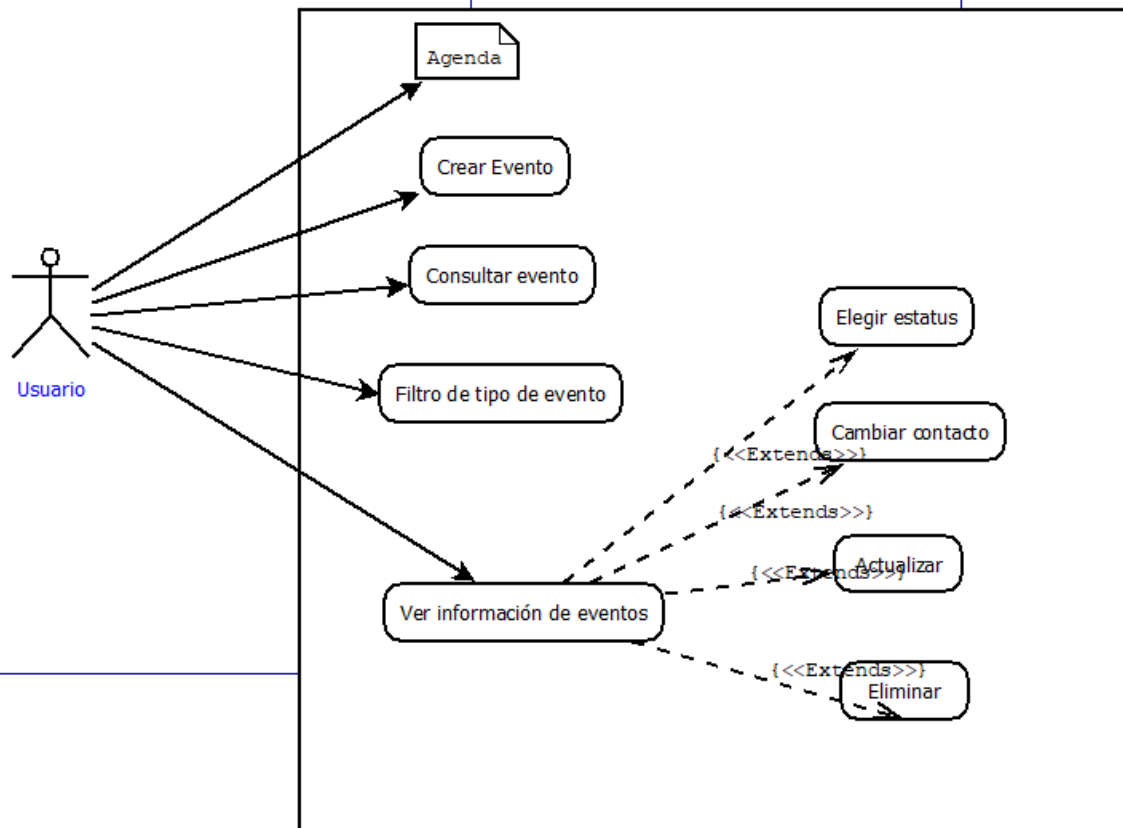 Agenda
Crear Evento
Consultar evento
Elegir estatus
Usuario
Filtro de tipo de evento
Cambiar contacto
{<<Extends>>}
{<<Extends>>}
Actualizar
{<<Extends>>}
Ver información de eventos
{<<Extends>>}
Eliminar